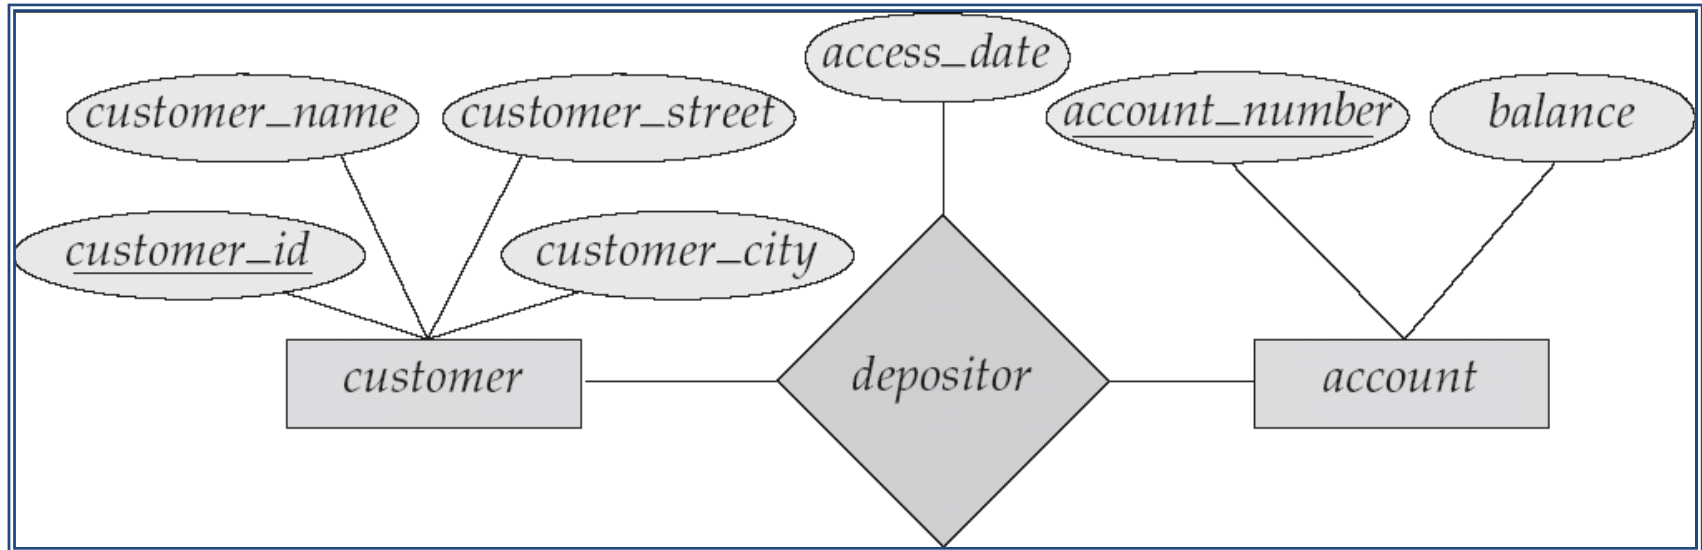 access_date
customer_name
customer_street
account_number
balance
customer_id
customer_city
customer
depositor
account